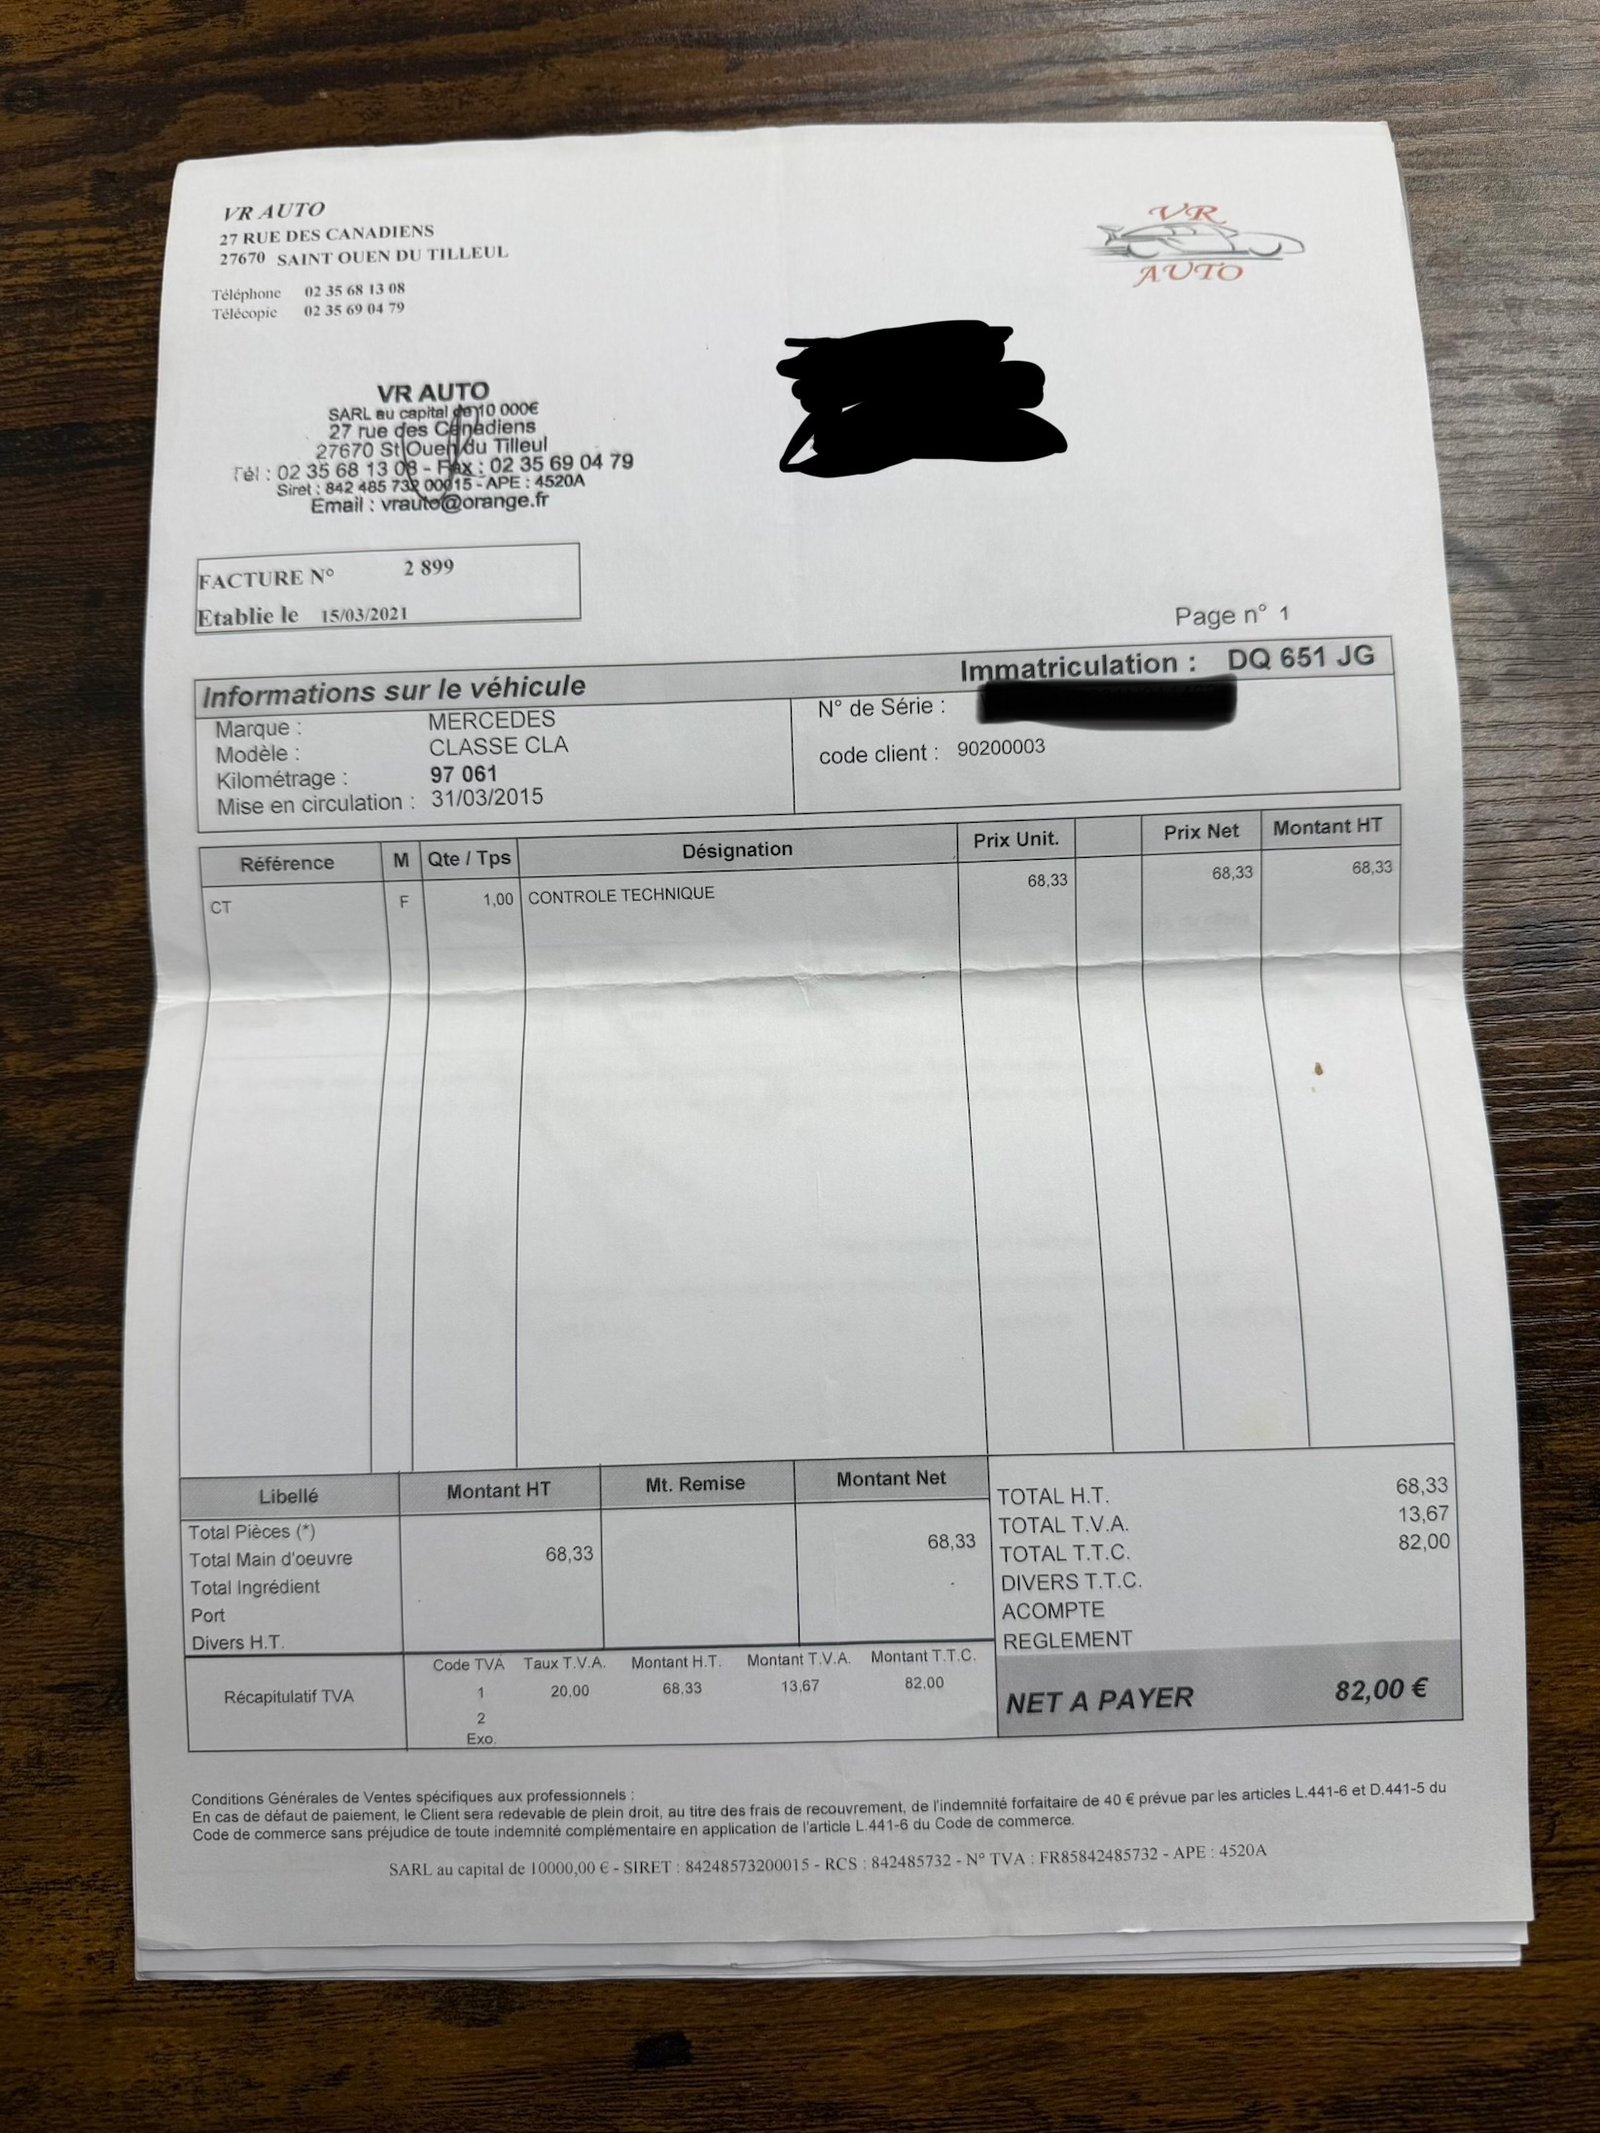 VR AUTO
27 RUE DES CANADIENS
27670 SAINT OUEN DU TILLEUL
Téléphone 02 35 68 13 08
Télécopie 02 35 69 04 79
VR
AUTO
VR AUTO
SARL au capital de 10 000€
27 rue des Canadiens
27670 St Ouen du Tilleul
Tél : 02 35 68 13 08 - Fax : 02 35 69 04 79
Siret : 842 485 732 00015 - APE : 4520A
Email : vrauto@orange.fr
FACTURE N° 2 899
Etablie le 15/03/2021
Page n° 1
Informations sur le véhicule Immatriculation : DQ 651 JG
Marque : MERCEDES N° de Série :
Modèle : CLASSE CLA code client : 90200003
Kilométrage : 97 061
Mise en circulation : 31/03/2015
Référence M Qte / Tps Désignation Prix Unit. Prix Net Montant HT
CT F 1,00 CONTROLE TECHNIQUE 68,33 68,33 68,33
Libellé Montant HT Mt. Remise Montant Net
Total Pièces (*)
Total Main d'oeuvre 68,33 68,33
Total Ingrédient
Port
Divers H.T.
TOTAL H.T. 68,33
TOTAL T.V.A. 13,67
TOTAL T.T.C. 82,00
DIVERS T.T.C.
ACOMPTE
REGLEMENT
Récapitulatif TVA
Code TVA Taux T.V.A. Montant H.T. Montant T.V.A. Montant T.T.C.
1 20,00 68,33 13,67 82,00
2
Exo.
NET A PAYER 82,00 €
Conditions Générales de Ventes spécifiques aux professionnels :
En cas de défaut de paiement, le Client sera redevable de plein droit, au titre des frais de recouvrement, de l'indemnité forfaitaire de 40 € prévue par les articles L.441-6 et D.441-5 du
Code de commerce sans préjudice de toute indemnité complémentaire en application de l'article L.441-6 du Code de commerce.
SARL au capital de 10000,00 € - SIRET : 84248573200015 - RCS : 842485732 - N° TVA : FR85842485732 - APE : 4520A